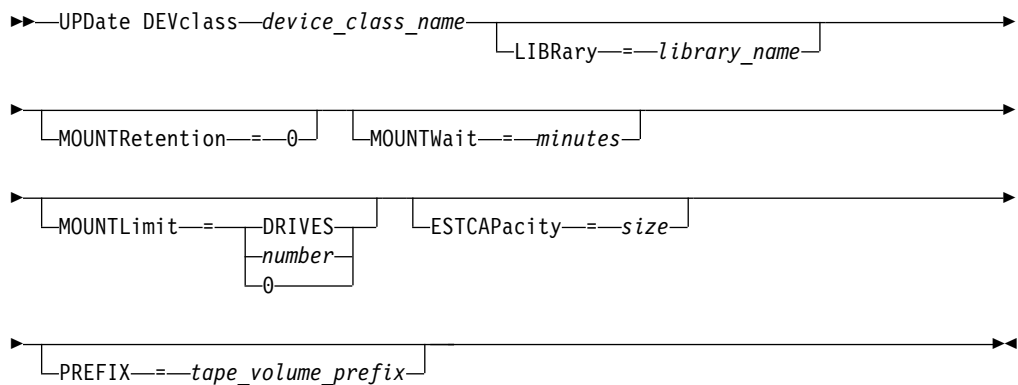 UPDate DEVclass device_class_name
LIBRary = library_name
MOUNTRetention = 0 MOUNTWait = minutes
MOUNTLimit = DRIVES ESTCAPacity = size
number
0
PREFIX = tape_volume_prefix